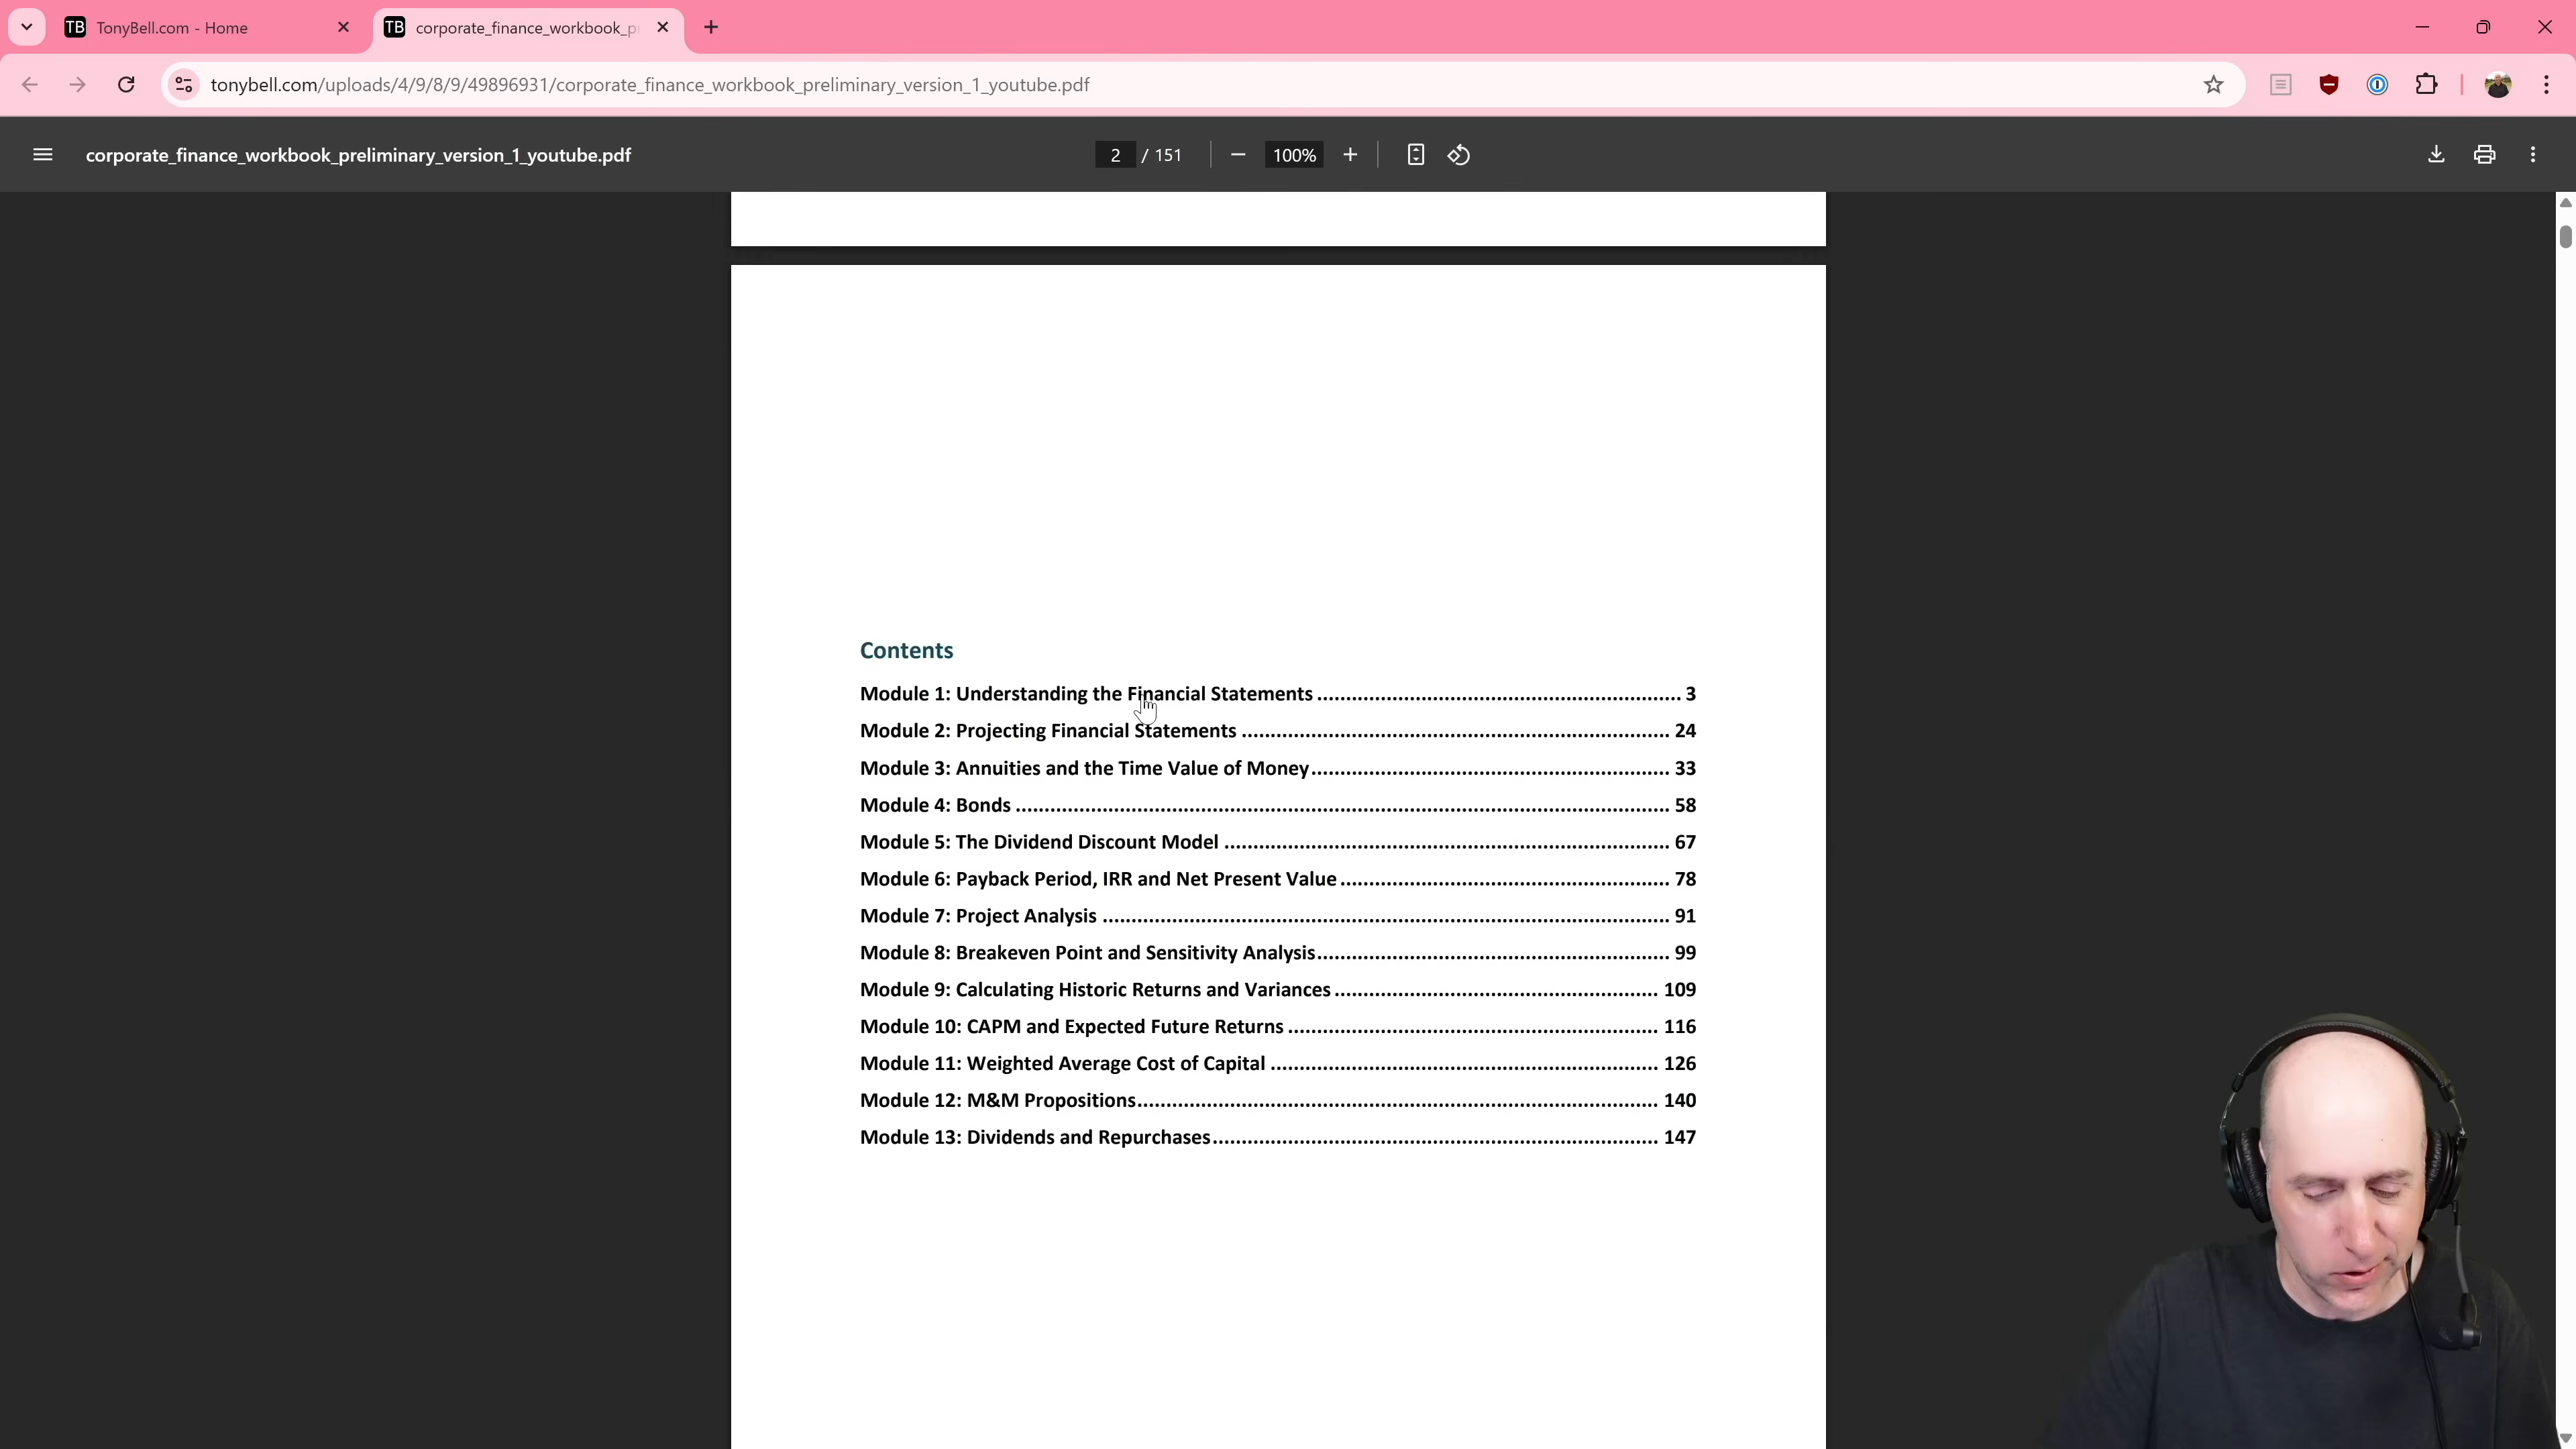 TB TonyBell.com - Home
TB corporate_finance_workbook_p
tonybell.com/uploads/4/9/8/9/49896931/corporate_finance_workbook_preliminary_version_1_youtube.pdf
corporate_finance_workbook_preliminary_version_1_youtube.pdf
2 / 151
100%
Contents
Module 1: Understanding the Financial Statements 3
Module 2: Projecting Financial Statements 24
Module 3: Annuities and the Time Value of Money 33
Module 4: Bonds 58
Module 5: The Dividend Discount Model 67
Module 6: Payback Period, IRR and Net Present Value 78
Module 7: Project Analysis 91
Module 8: Breakeven Point and Sensitivity Analysis 99
Module 9: Calculating Historic Returns and Variances 109
Module 10: CAPM and Expected Future Returns 116
Module 11: Weighted Average Cost of Capital 126
Module 12: M&M Propositions 140
Module 13: Dividends and Repurchases 147